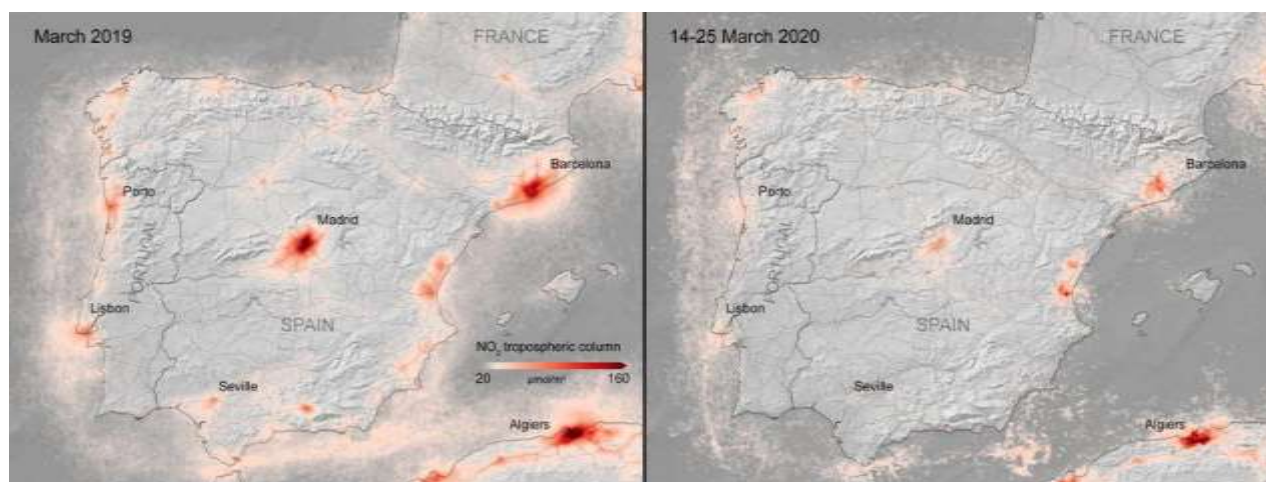 March 2019
FRANCE
Barcelona
Porto
Madrid
PORTUGAL
Lisbon
SPAIN
NO₂ tropospheric column
20 µmol/m² 160
Seville
Algiers
14-25 March 2020
FRANCE
Barcelona
Porto
Madrid
PORTUGAL
Lisbon
SPAIN
Seville
Algiers